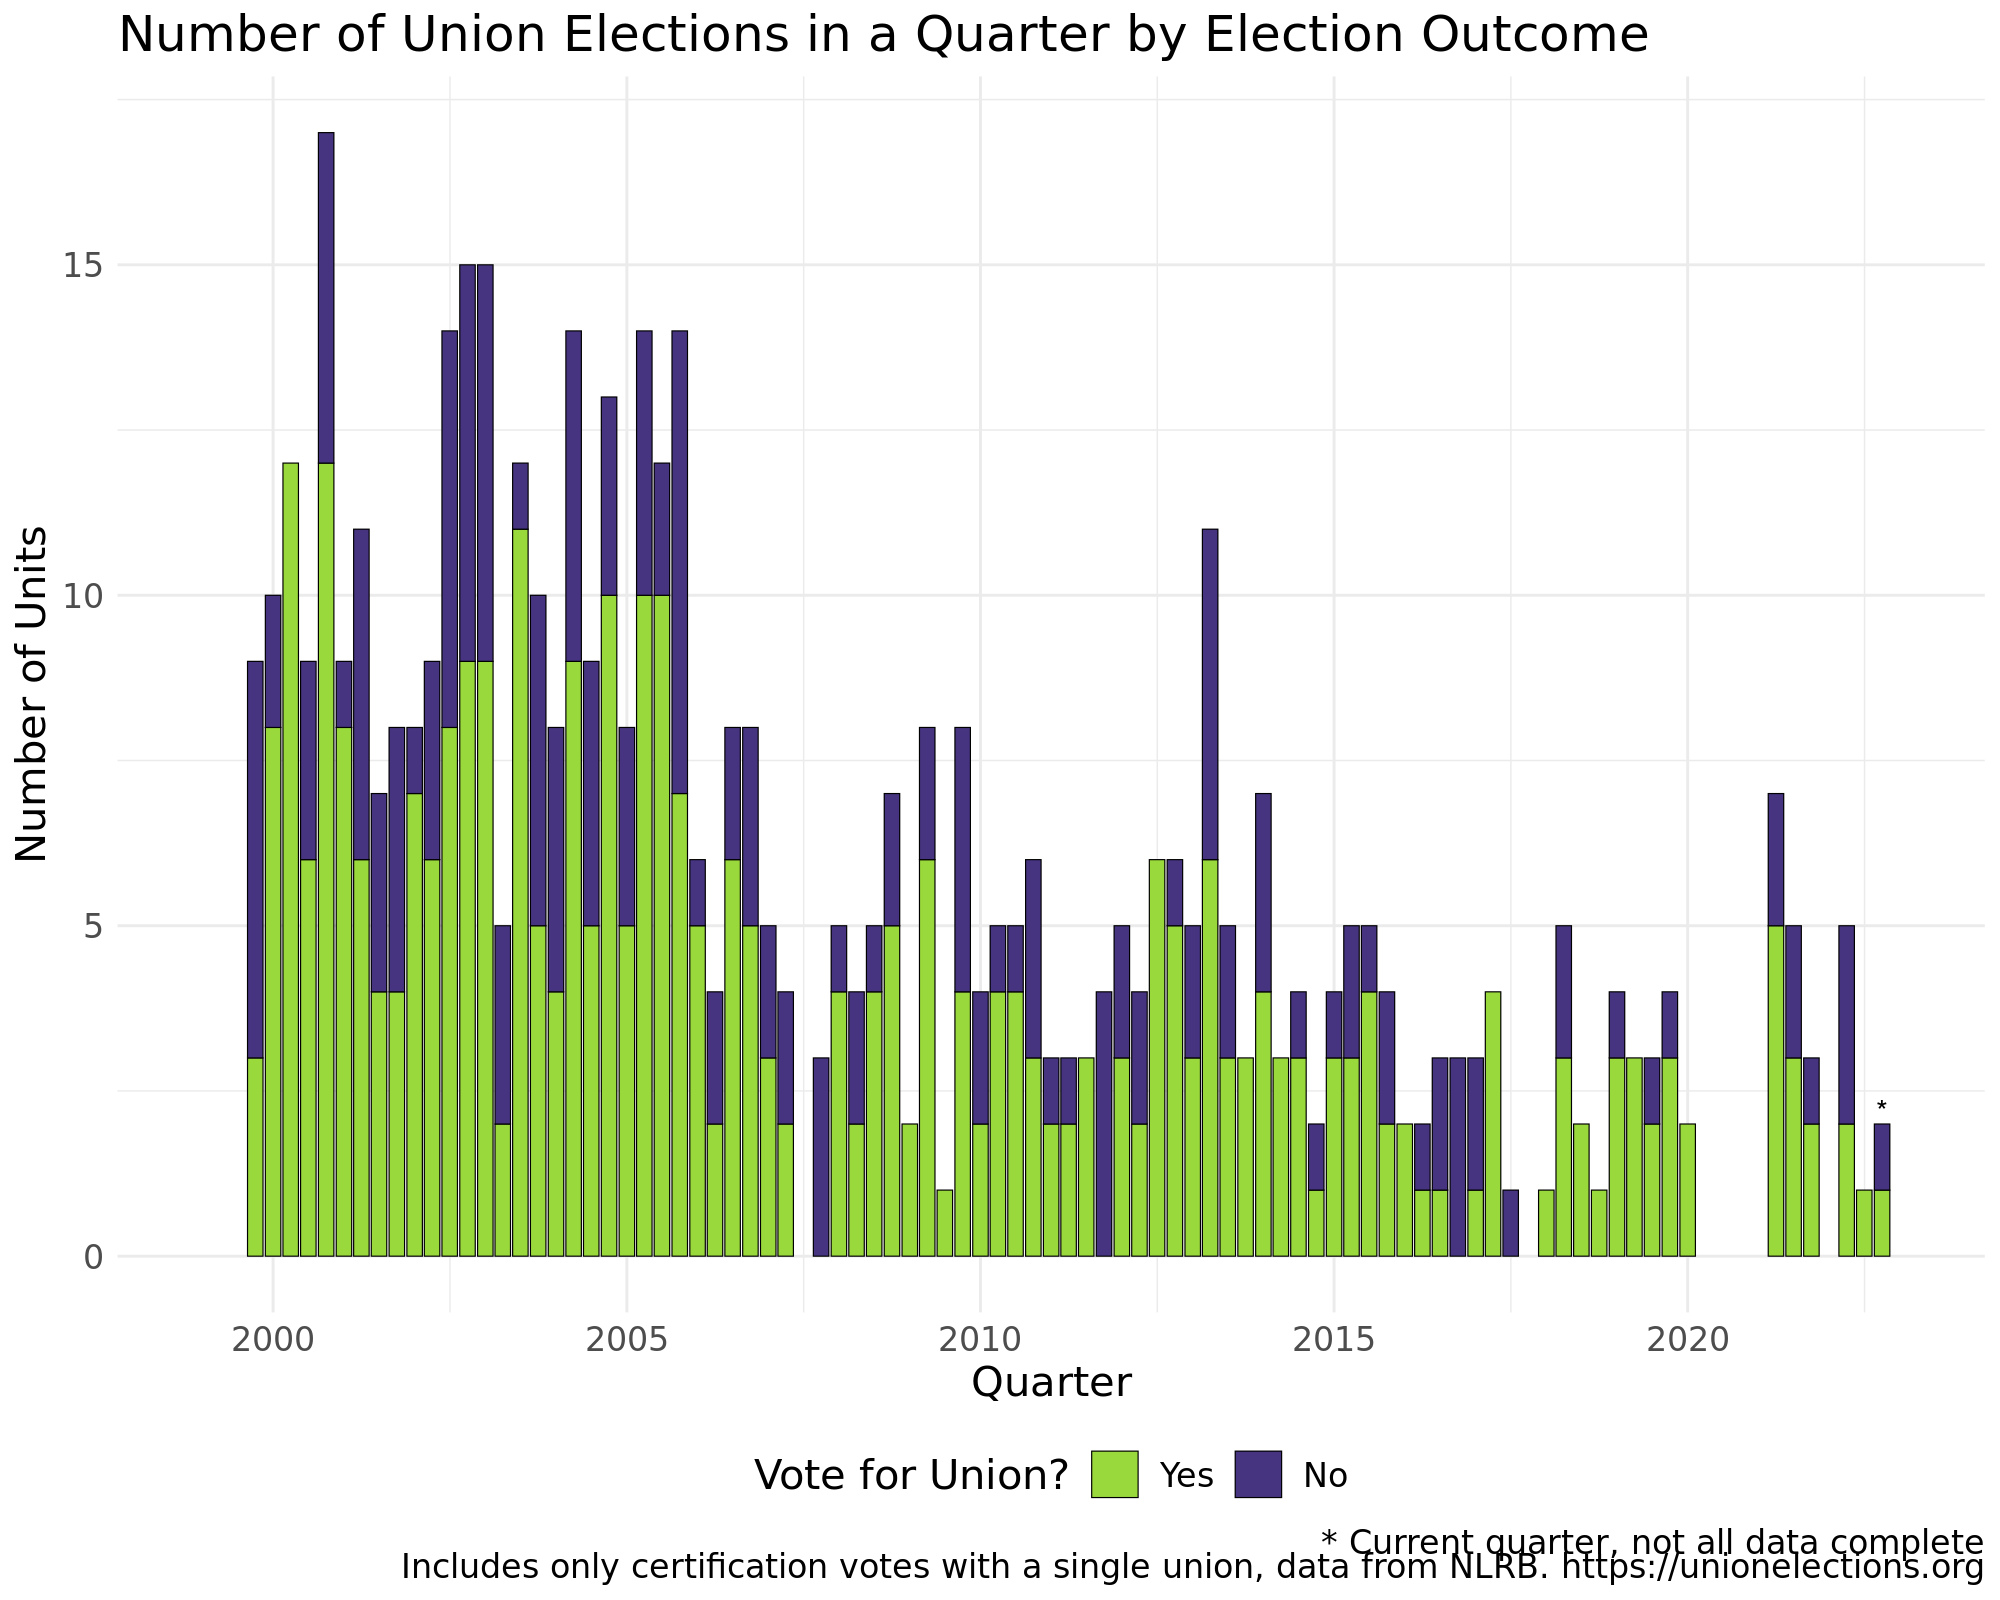 Number of Union Elections in a Quarter by Election Outcome
15
10
5
0
Number of Units
*
2000 2005 2010 2015 2020
Quarter
Vote for Union? Yes No
* Current quarter, not all data complete
Includes only certification votes with a single union, data from NLRB. https://unionelections.org